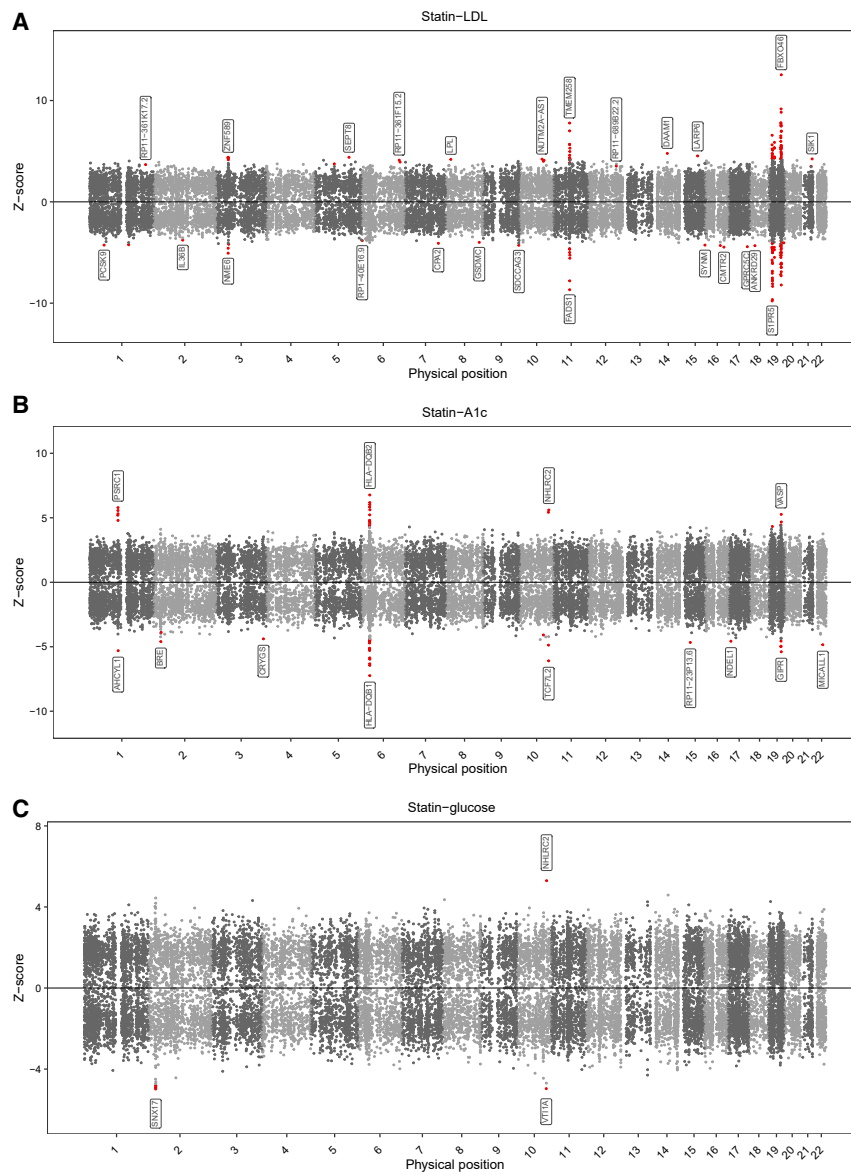 A
Statin−LDL
FBXO46
RP11-361K17.2
ZNF589
SEPT8
RP11-361F15.2
LPL
NUTM2A-AS1
TMEM258
RP11-689B22.2
DAAM1
LARP6
SIK1
10
0
−10
Z−score
PCSK9
IL36B
NME6
RP1-40E16.9
CPA2
GSDMC
SDCCAG3
FADS1
SYNM
CMTR2
GPRC5C
ANKRD29
S1PR5
1 2 3 4 5 6 7 8 9 10 11 12 13 14 15 16 17 18 19 20 21 22
Physical position
B
Statin−A1c
PSRC1
HLA-DQB2
NHLRC2
VASP
10
5
0
−5
−10
Z−score
AHCYL1
BRE
CRYGS
HLA-DQB1
TCF7L2
RP11-23P13.6
NDEL1
GIPR
MICALL1
1 2 3 4 5 6 7 8 9 10 11 12 13 14 15 16 17 18 19 20 21 22
Physical position
C
Statin−glucose
NHLRC2
8
4
0
−4
Z−score
SNX17
VTI1A
1 2 3 4 5 6 7 8 9 10 11 12 13 14 15 16 17 18 19 20 21 22
Physical position